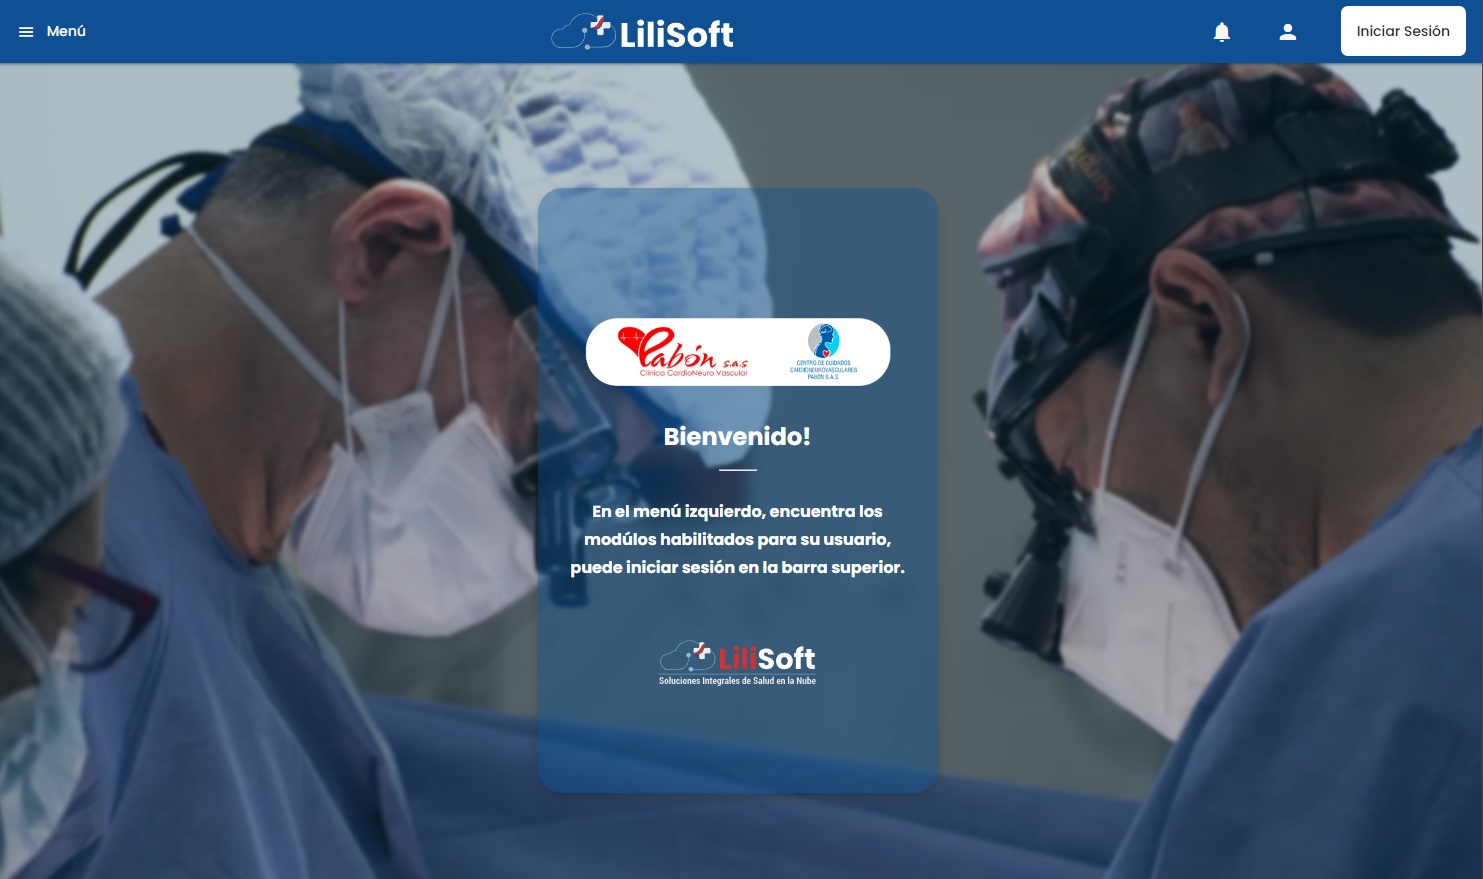 Menú
LiliSoft
Iniciar Sesión
Pabón s.a.s
Clínica CardioNeuro Vascular
CENTRO DE CUIDADOS
CARDIONEUROVASCULARES
PABÓN S.A.S.
Bienvenido!
En el menú izquierdo, encuentra los
modúlos habilitados para su usuario,
puede iniciar sesión en la barra superior.
LiliSoft
Soluciones Integrales de Salud en la Nube